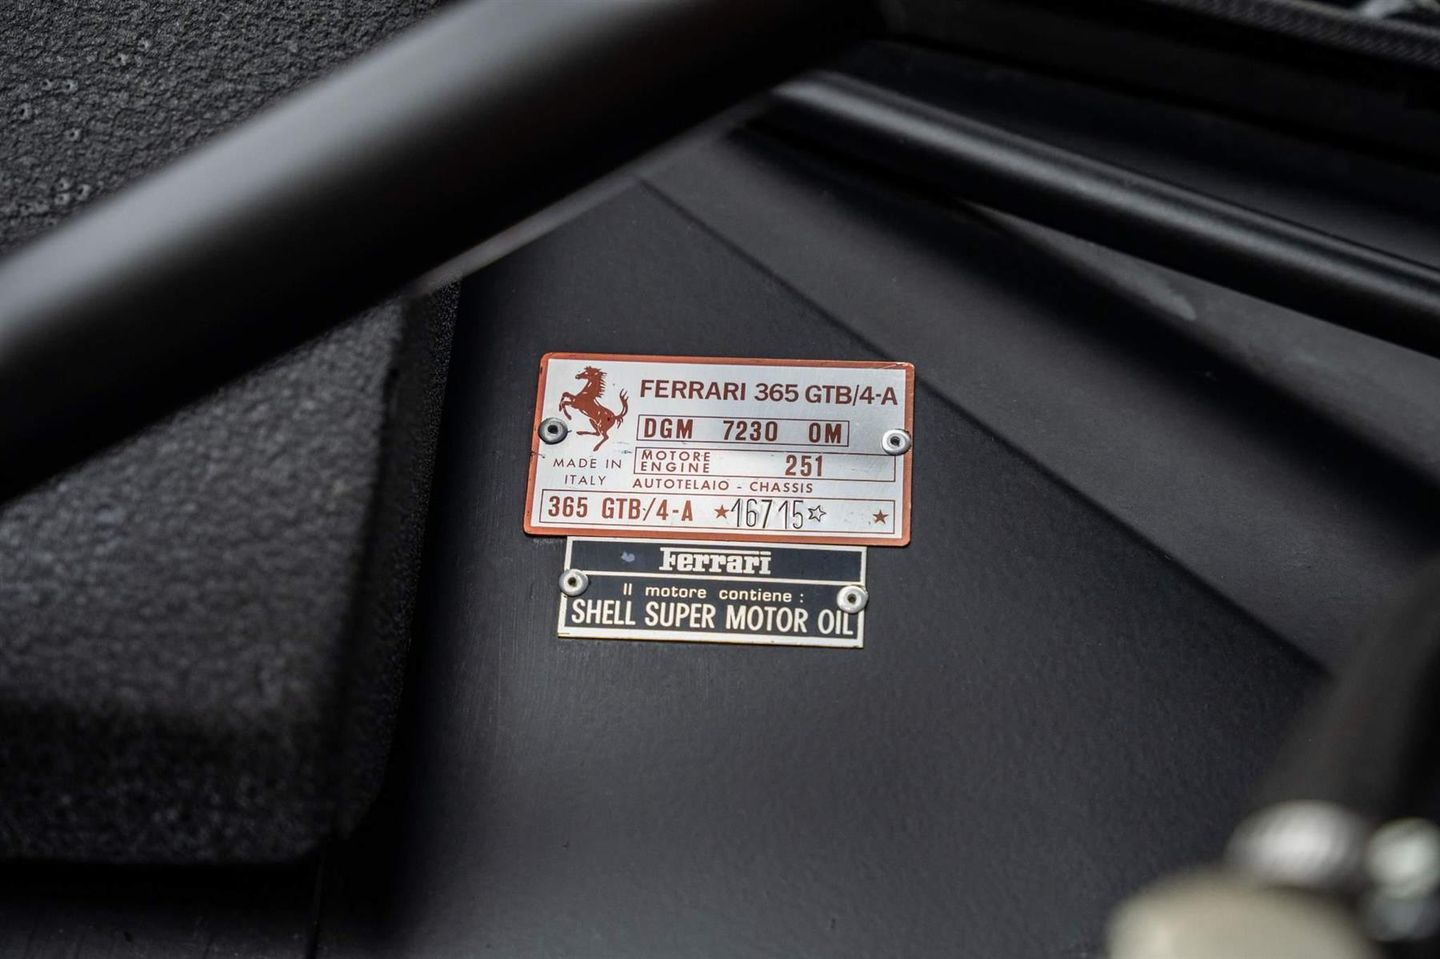 FERRARI 365 GTB/4-A
DGM 7230 OM
MOTORE
ENGINE 251
MADE IN
ITALY
AUTOTELAIO - CHASSIS
365 GTB/4-A ★16715☆ ★
Ferrari
Il motore contiene :
SHELL SUPER MOTOR OIL